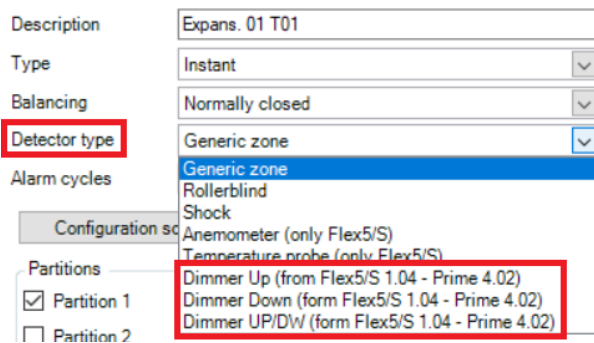 Description Expans. 01 T01
Type Instant
Balancing Normally closed
Detector type Generic zone
Alarm cycles Generic zone
Rollerblind
Shock
Configuration sc Anemometer (only Flex5/S)
Temperature probe (only Flex5/S)
Partitions Dimmer Up (from Flex5/S 1.04 - Prime 4.02)
Partition 1 Dimmer Down (form Flex5/S 1.04 - Prime 4.02)
Partition 2 Dimmer UP/DW (form Flex5/S 1.04 - Prime 4.02)